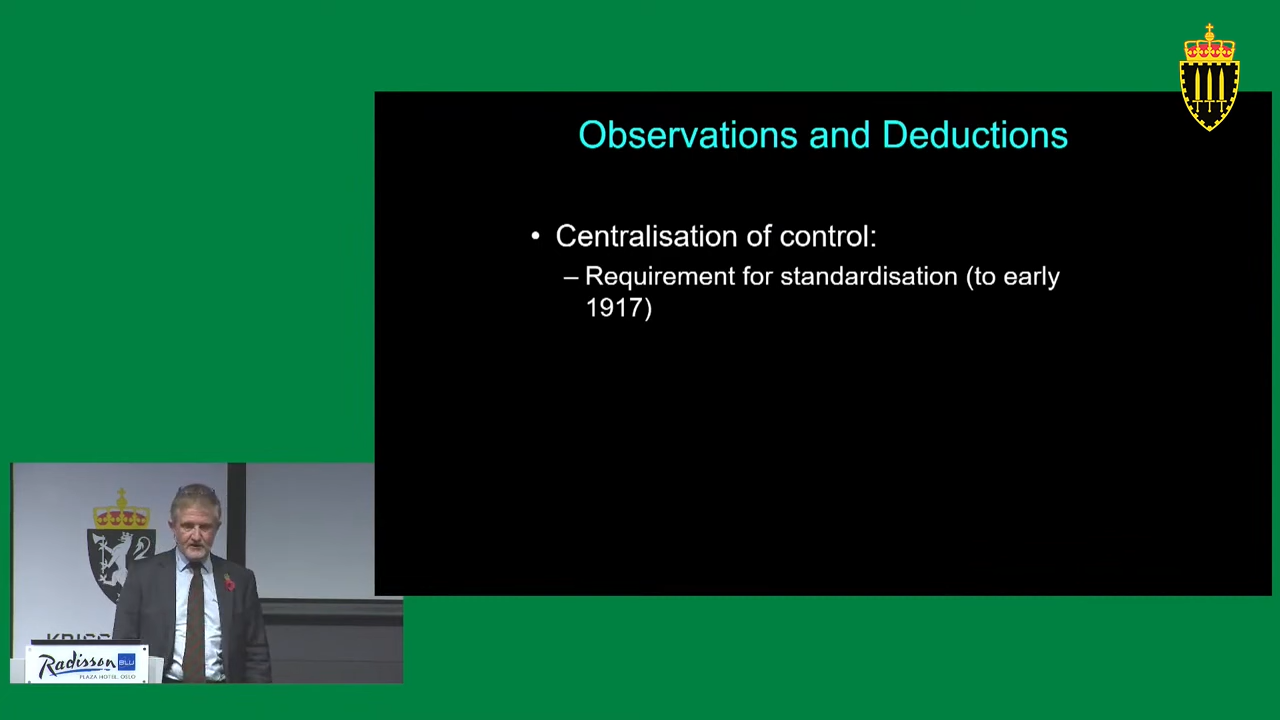 Observations and Deductions
• Centralisation of control:
– Requirement for standardisation (to early
1917)
Radisson BLU
PLAZA HOTEL, OSLO